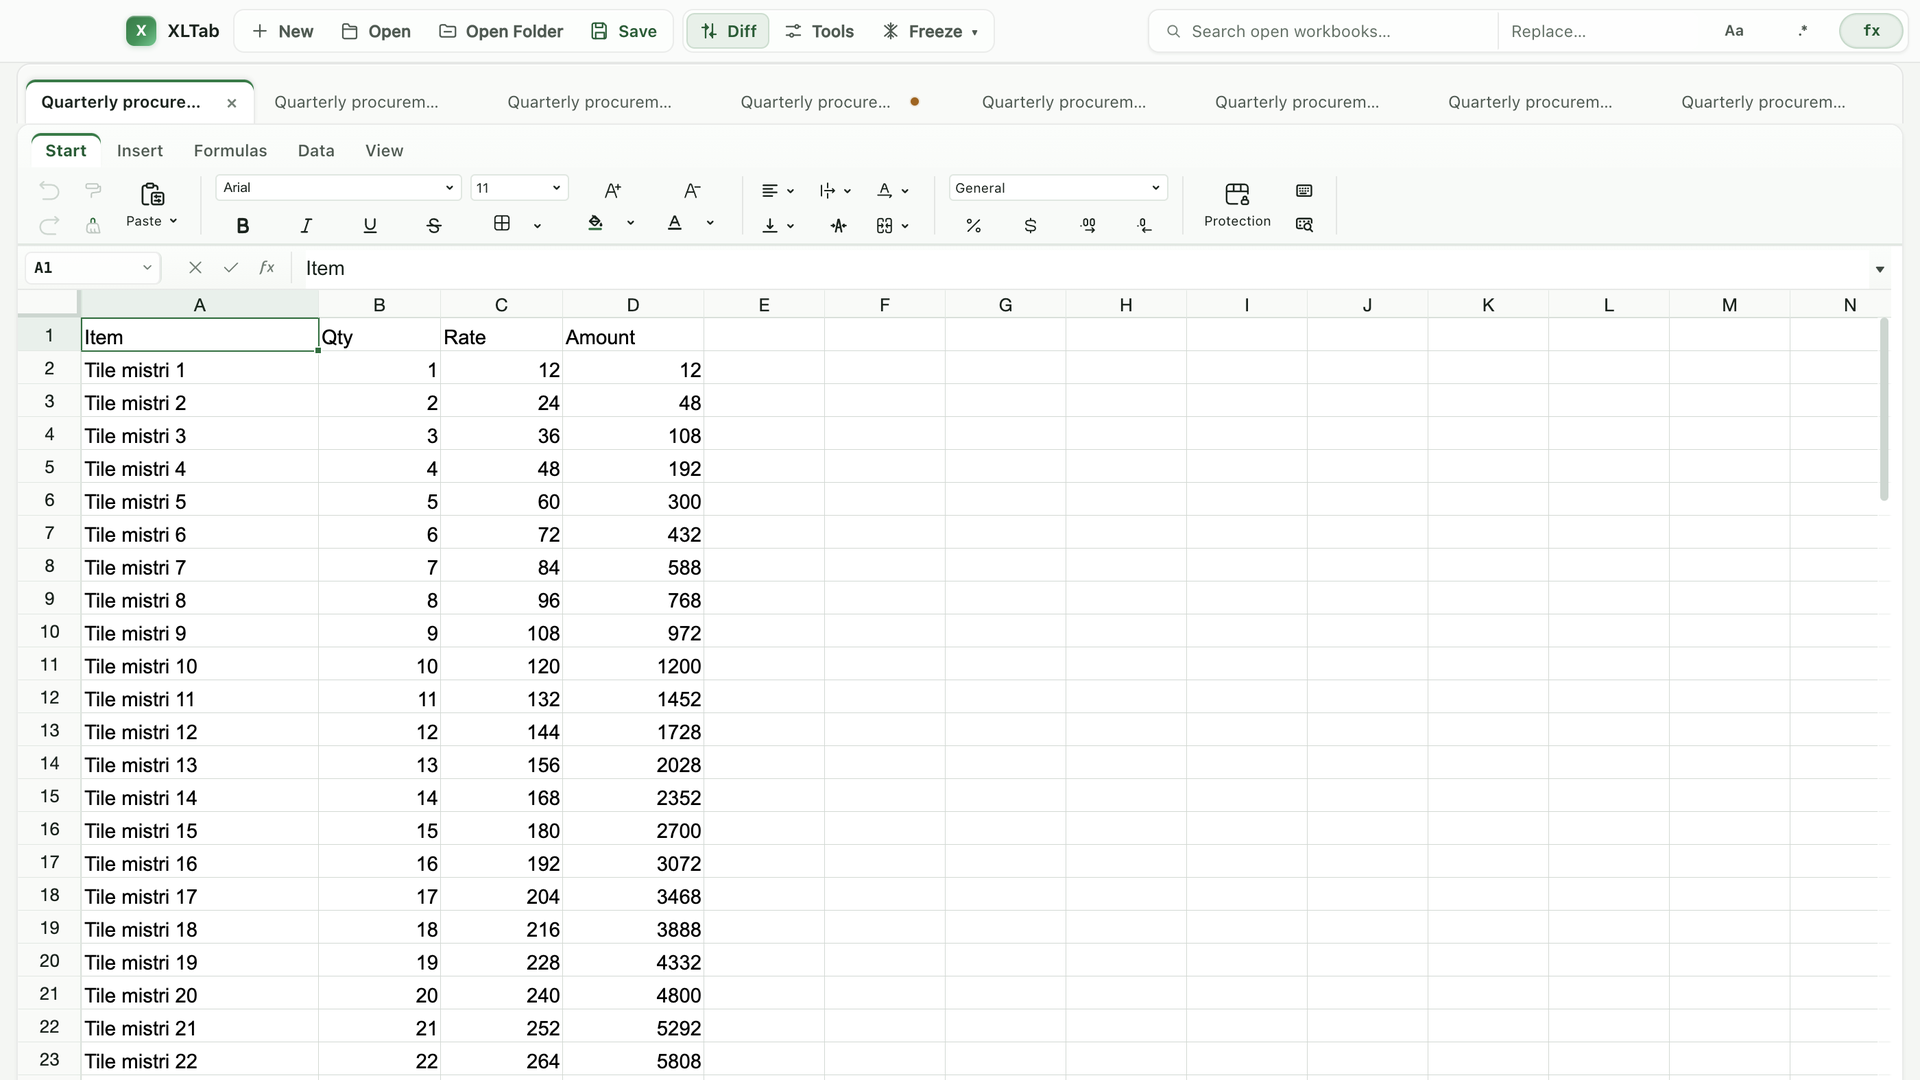 X XLTab New Open Open Folder Save Diff Tools Freeze Search open workbooks... Replace... Aa .* fx
Quarterly procure... Quarterly procurem... Quarterly procurem... Quarterly procure... Quarterly procurem... Quarterly procurem... Quarterly procurem... Quarterly procurem...
Start Insert Formulas Data View
Arial 11 A+ A- A General
Paste B I U S A A % $ .00 .0 Protection
A1 fx Item
A B C D E F G H I J K L M N
1 Item Qty Rate Amount
2 Tile mistri 1 1 12 12
3 Tile mistri 2 2 24 48
4 Tile mistri 3 3 36 108
5 Tile mistri 4 4 48 192
6 Tile mistri 5 5 60 300
7 Tile mistri 6 6 72 432
8 Tile mistri 7 7 84 588
9 Tile mistri 8 8 96 768
10 Tile mistri 9 9 108 972
11 Tile mistri 10 10 120 1200
12 Tile mistri 11 11 132 1452
13 Tile mistri 12 12 144 1728
14 Tile mistri 13 13 156 2028
15 Tile mistri 14 14 168 2352
16 Tile mistri 15 15 180 2700
17 Tile mistri 16 16 192 3072
18 Tile mistri 17 17 204 3468
19 Tile mistri 18 18 216 3888
20 Tile mistri 19 19 228 4332
21 Tile mistri 20 20 240 4800
22 Tile mistri 21 21 252 5292
23 Tile mistri 22 22 264 5808